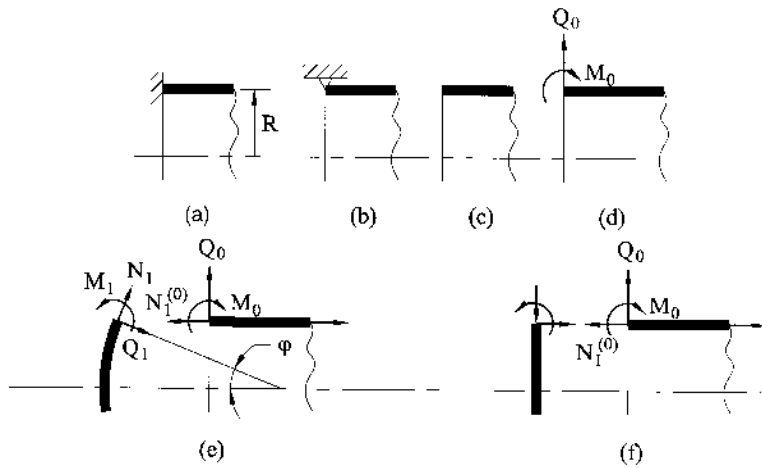 Q₀
M₀
R
(a)
(b)
(c)
(d)
Q₀
Q₀
M₁
N₁
N₁⁽⁰⁾
M₀
M₀
Q₁
φ
N₁⁽⁰⁾
(e)
(f)